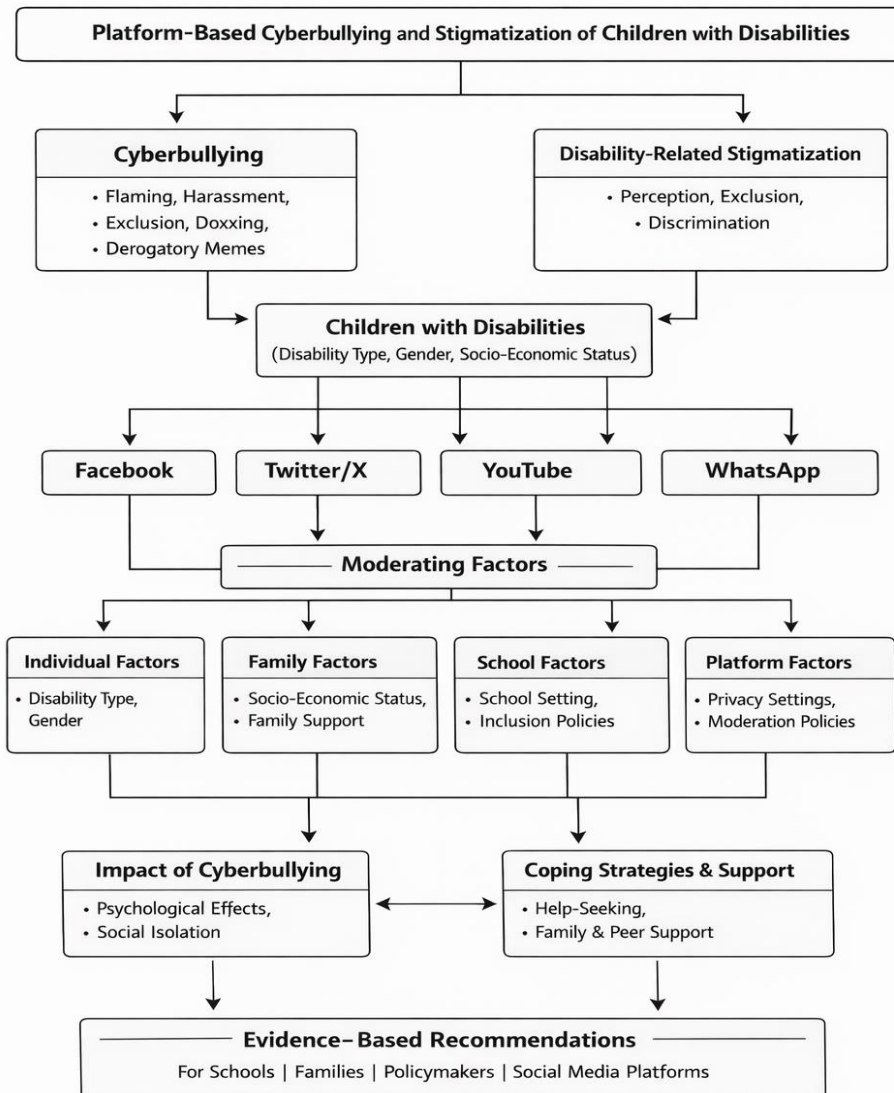 Platform-Based Cyberbullying and Stigmatization of Children with Disabilities
Cyberbullying
• Flaming, Harassment,
• Exclusion, Doxxing,
• Derogatory Memes
Disability-Related Stigmatization
• Perception, Exclusion,
• Discrimination
Children with Disabilities
(Disability Type, Gender, Socio-Economic Status)
Facebook
Twitter/X
YouTube
WhatsApp
Moderating Factors
Individual Factors
• Disability Type,
Gender
Family Factors
• Socio-Economic Status,
• Family Support
School Factors
• School Setting,
• Inclusion Policies
Platform Factors
• Privacy Settings,
• Moderation Policies
Impact of Cyberbullying
• Psychological Effects,
• Social Isolation
Coping Strategies & Support
• Help-Seeking,
• Family & Peer Support
Evidence-Based Recommendations
For Schools | Families | Policymakers | Social Media Platforms